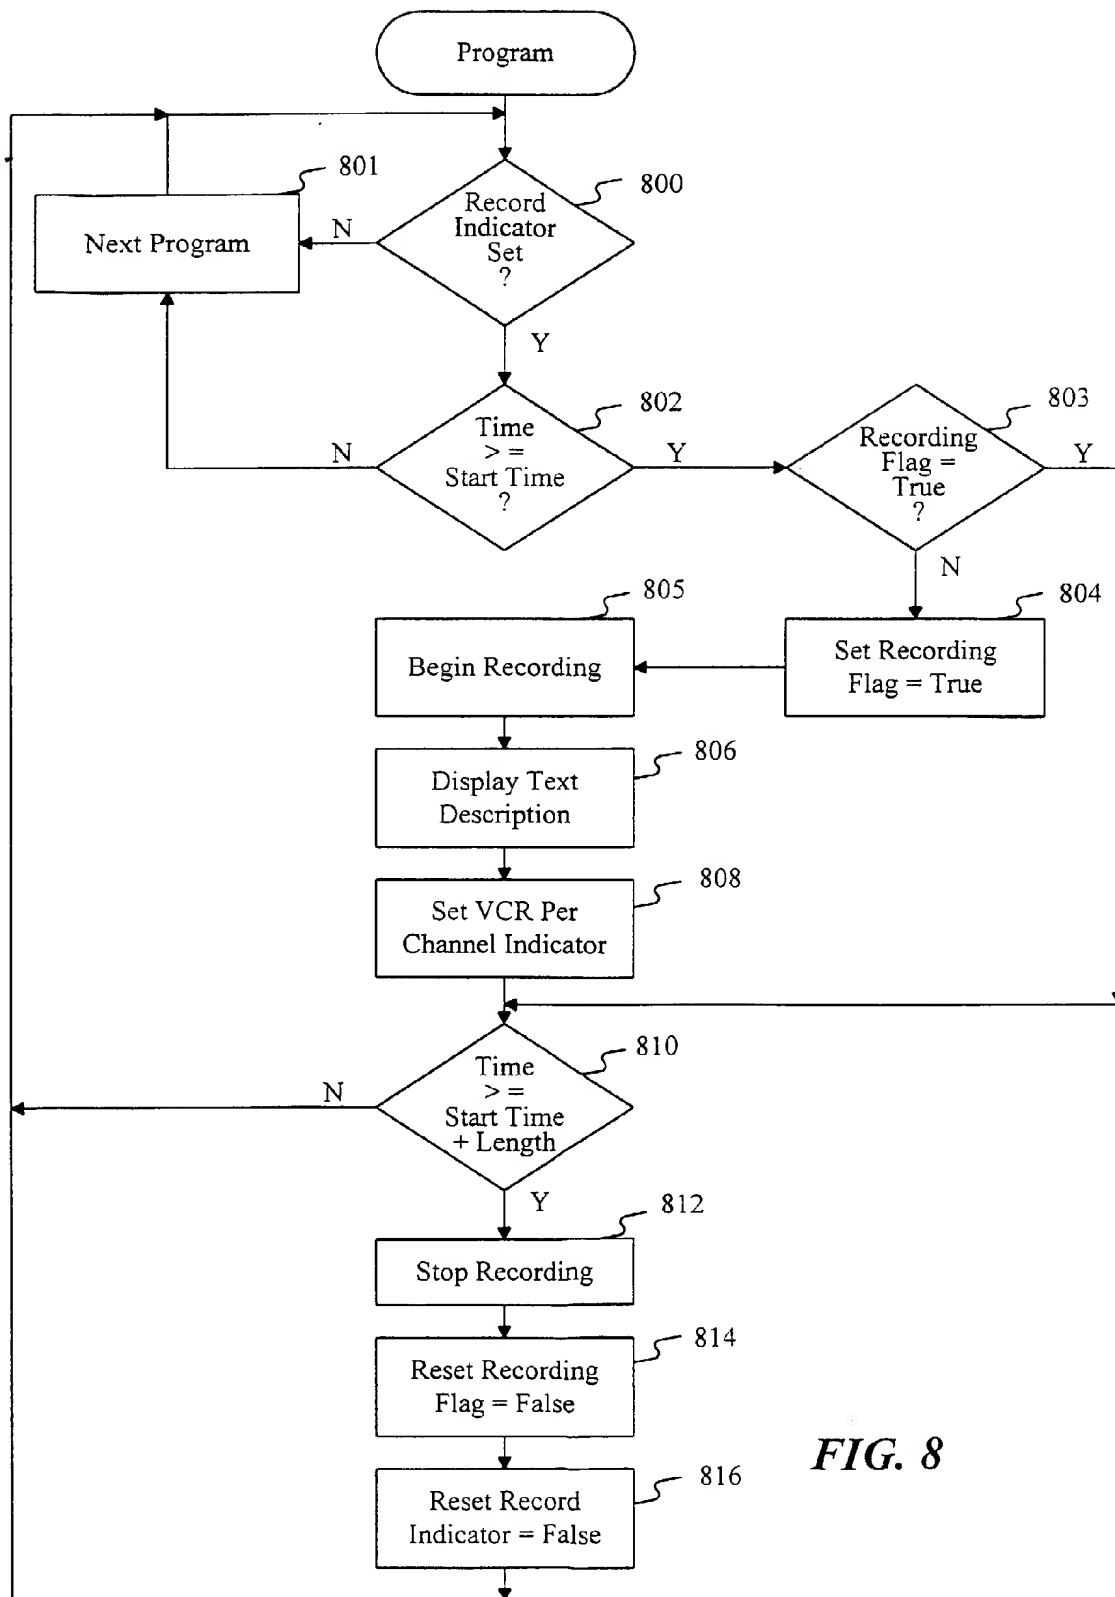 Program
801
800
Record
Indicator
Set
?
N
Next Program
Y
802
803
Time
> =
Start Time
?
N
Y
Recording
Flag =
True
?
Y
N
805
804
Begin Recording
Set Recording
Flag = True
806
Display Text
Description
808
Set VCR Per
Channel Indicator
810
Time
> =
Start Time
+ Length
N
Y
812
Stop Recording
814
Reset Recording
Flag = False
816
Reset Record
Indicator = False
FIG. 8